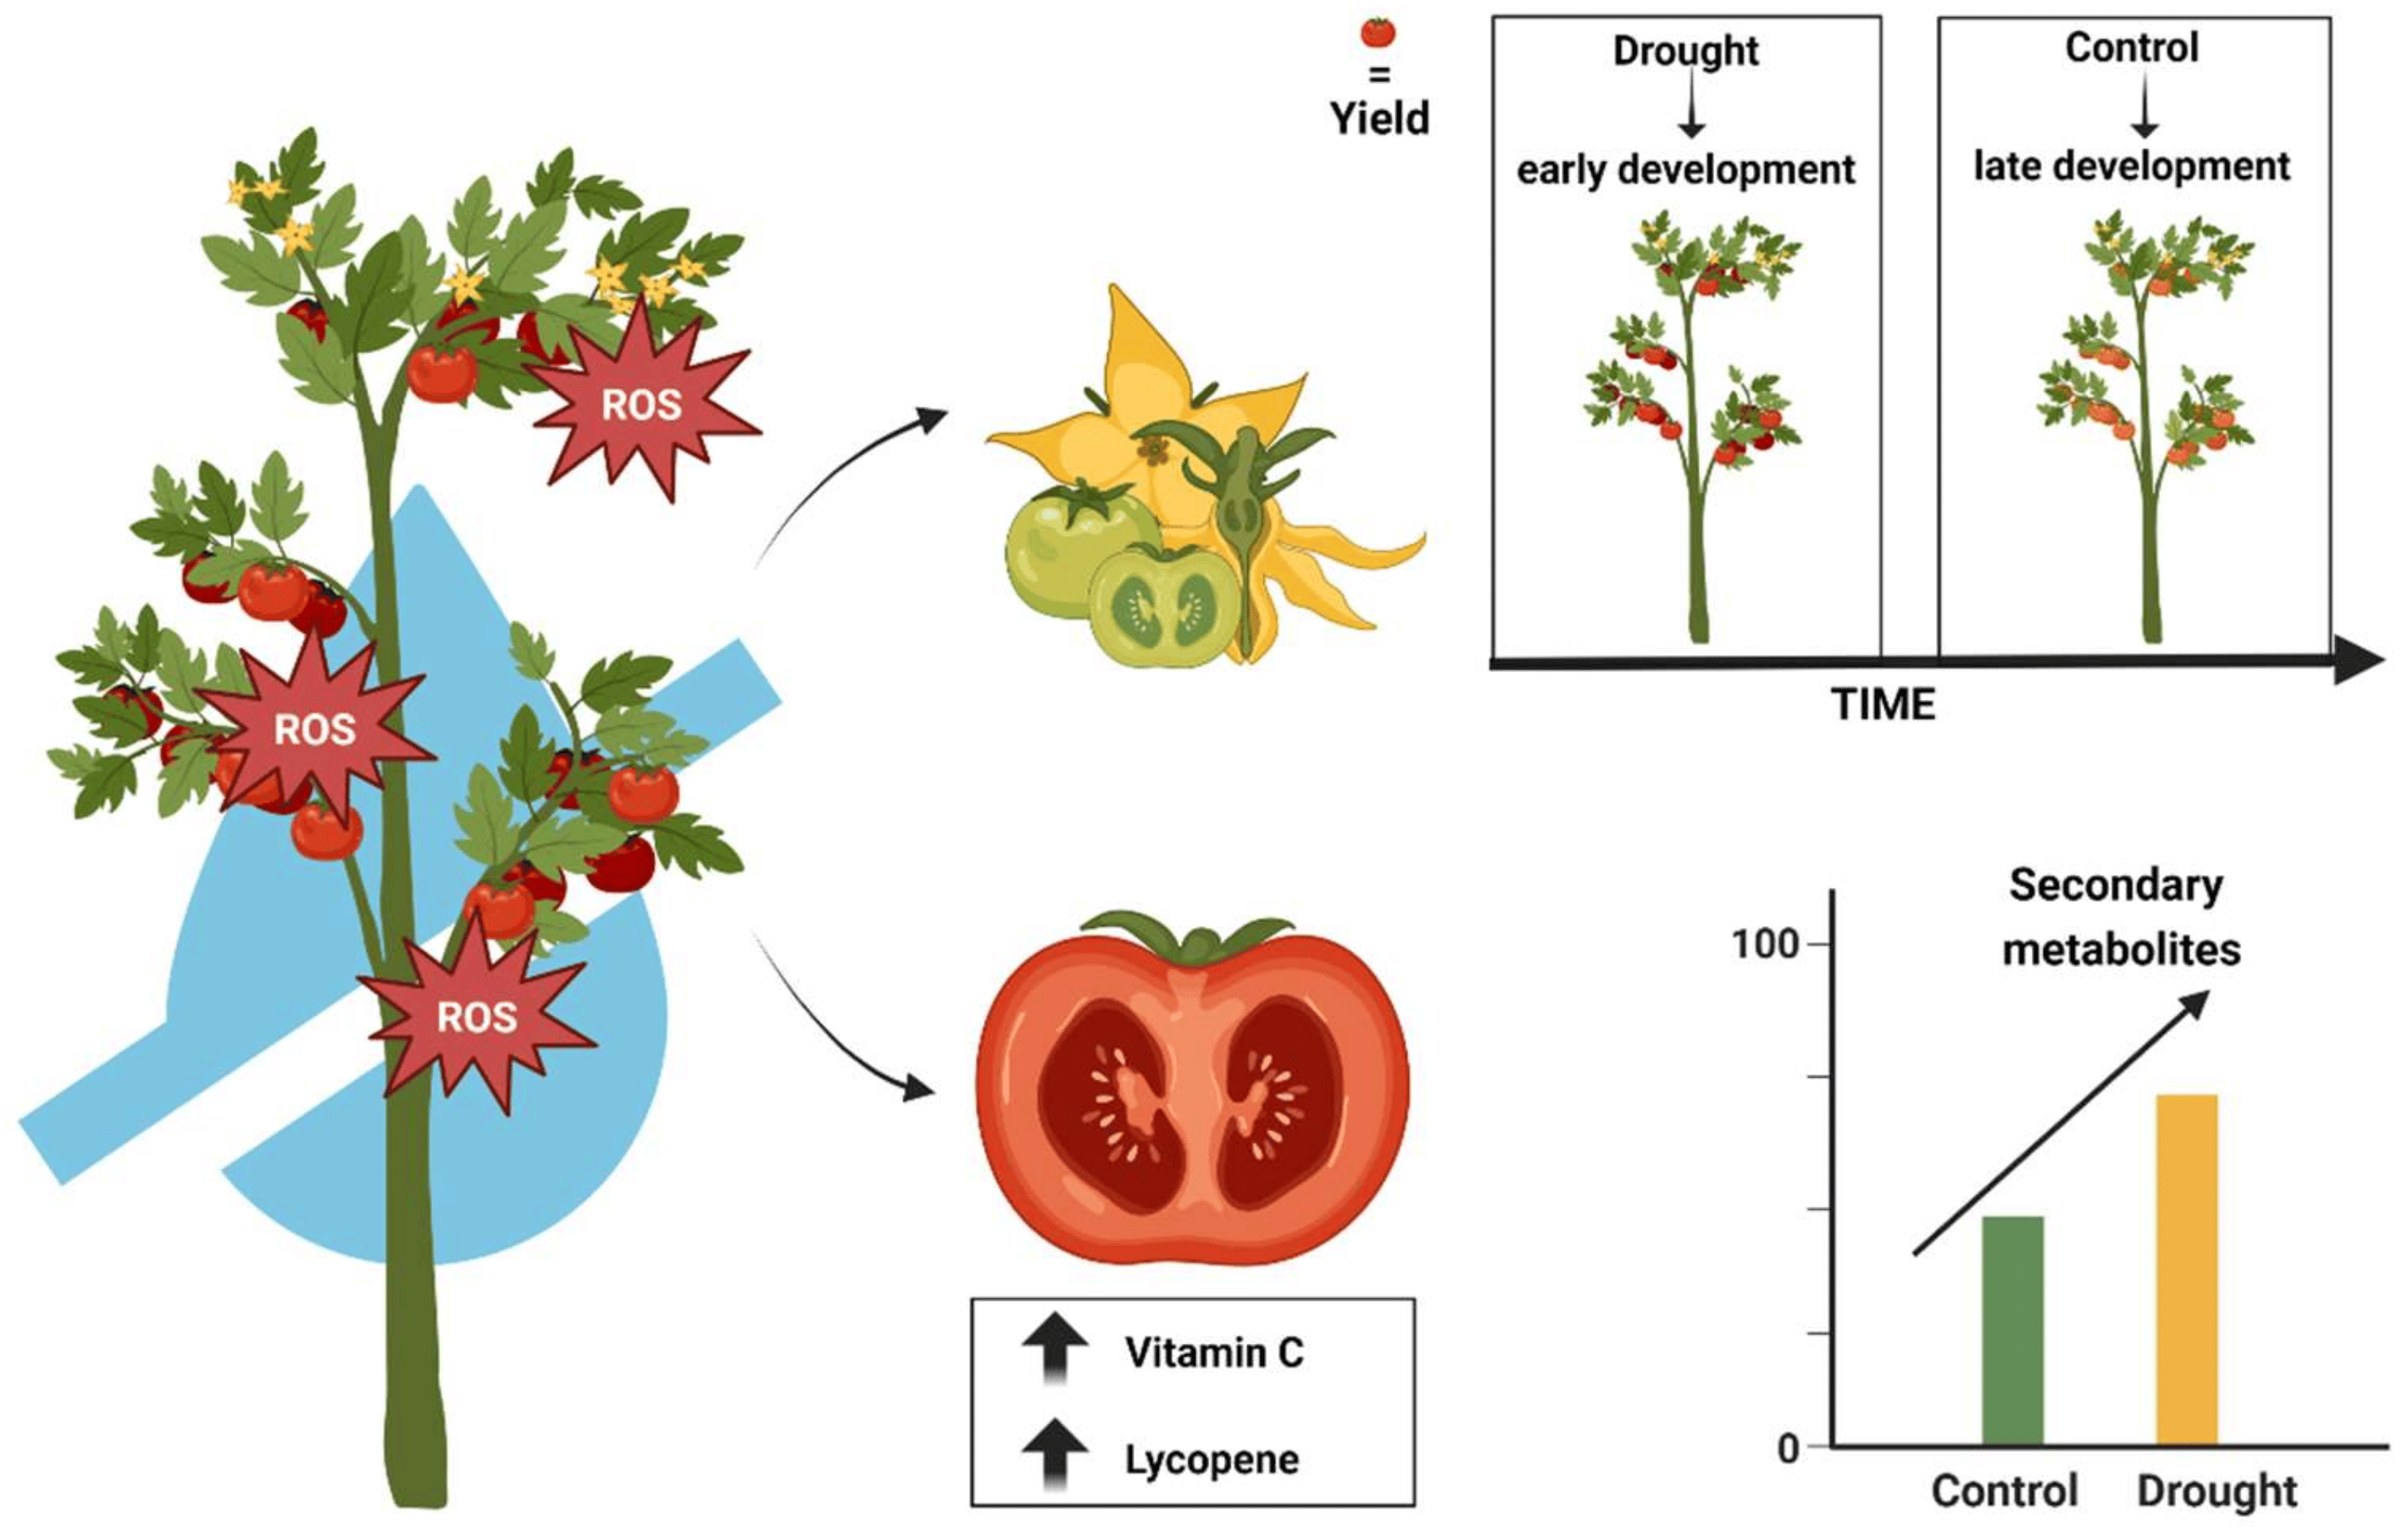 ROS
ROS
ROS
=
Yield
Drought
early development
Control
late development
TIME
Vitamin C
Lycopene
Secondary
metabolites
100
0
Control
Drought